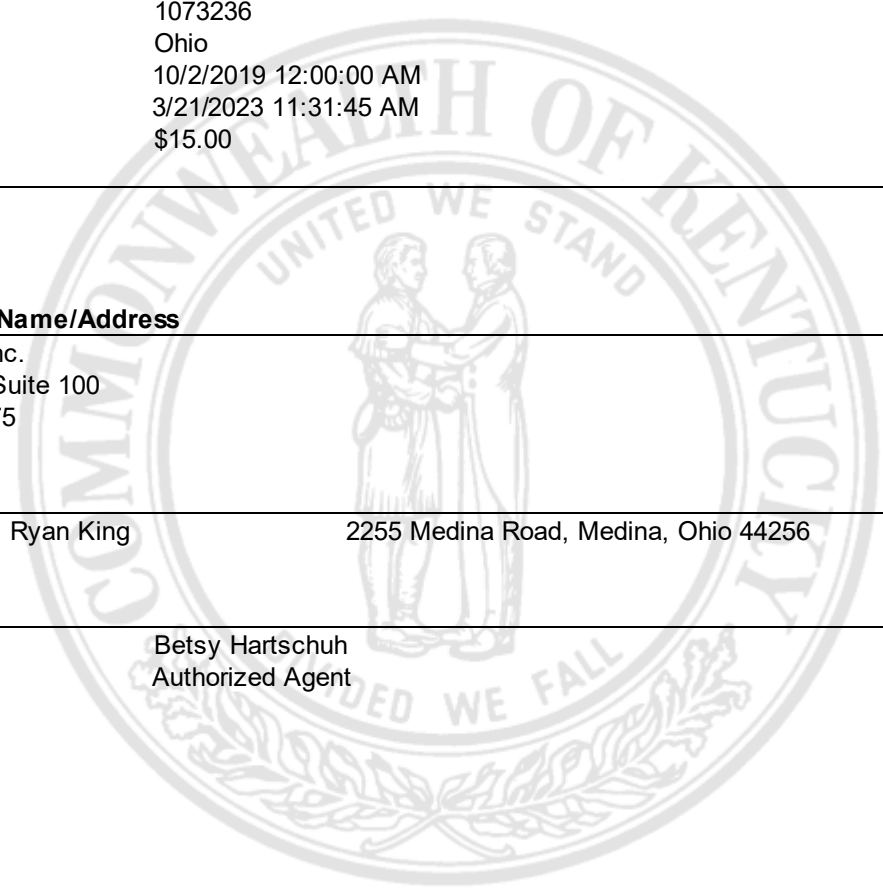 1073236
Ohio
10/2/2019 12:00:00 AM
3/21/2023 11:31:45 AM
$15.00
COMMONWEALTH OF KENTUCKY
UNITED WE STAND
Name/Address
nc.
Suite 100
75
Ryan King 2255 Medina Road, Medina, Ohio 44256
Betsy Hartschuh
Authorized Agent
DIVIDED WE FALL